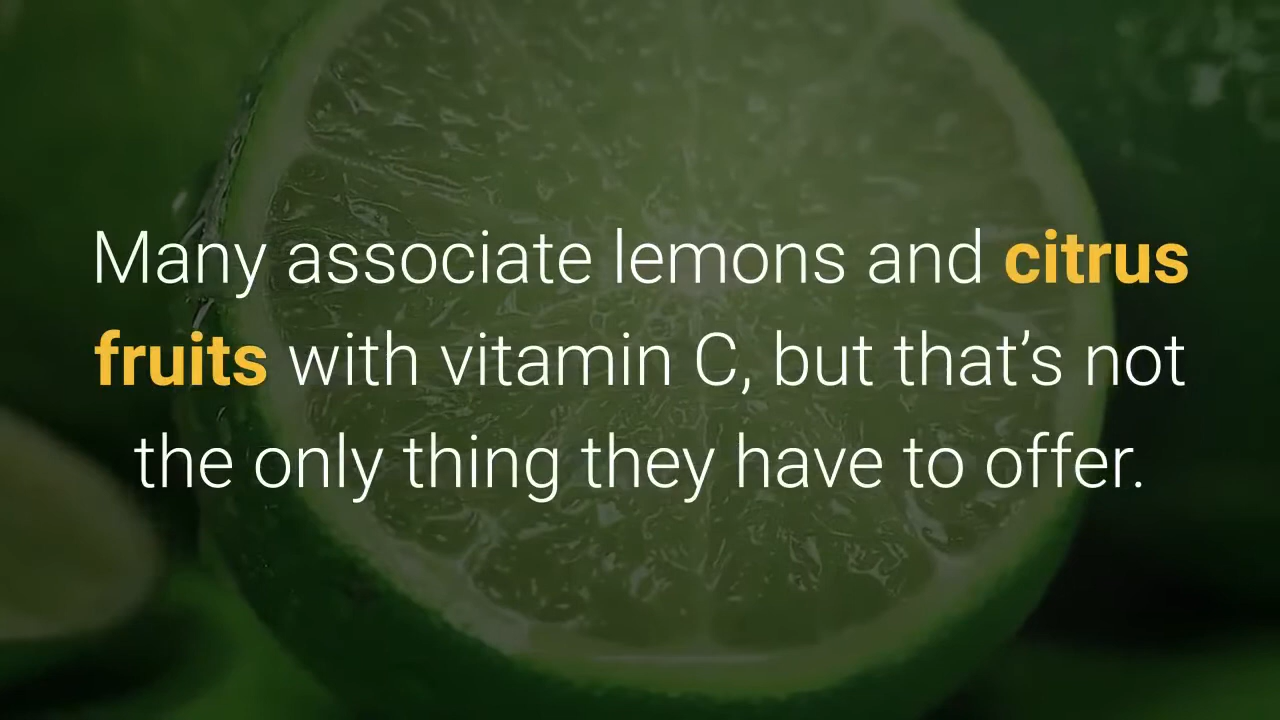 Many associate lemons and citrus
fruits with vitamin C, but that’s not
the only thing they have to offer.